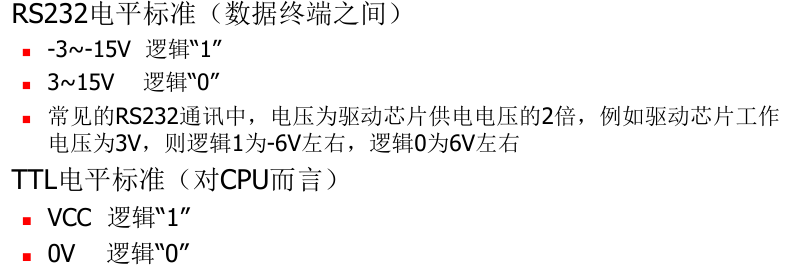 RS232电平标准（数据终端之间）
-3~-15V 逻辑“1”
3~15V 逻辑“0”
常见的RS232通讯中，电压为驱动芯片供电电压的2倍，例如驱动芯片工作
电压为3V，则逻辑1为-6V左右，逻辑0为6V左右
TTL电平标准（对CPU而言）
VCC 逻辑“1”
0V 逻辑“0”